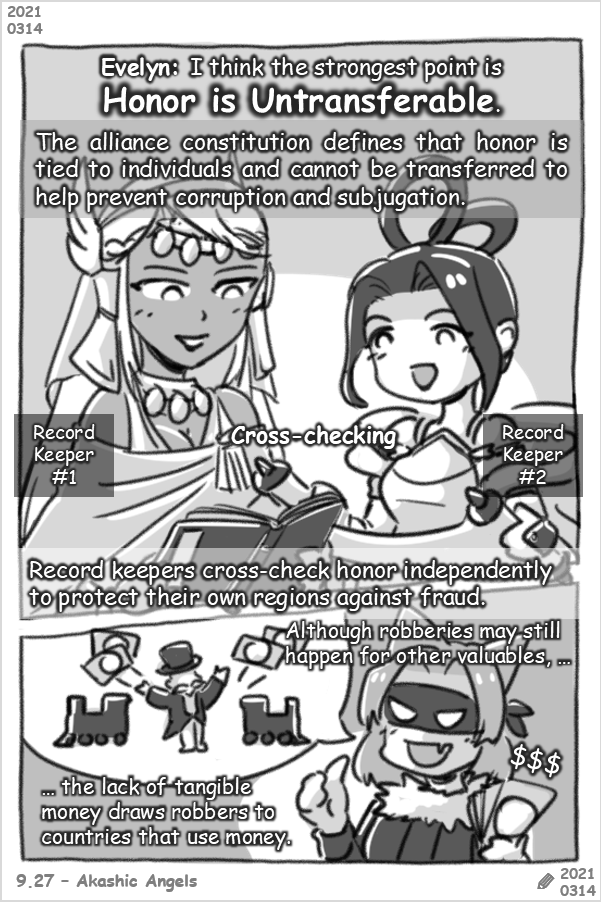 2021
0314
Evelyn: I think the strongest point is
Honor is Untransferable.
The alliance constitution defines that honor is
tied to individuals and cannot be transferred to
help prevent corruption and subjugation.
Record
Keeper
#1
Cross-checking
Record
Keeper
#2
Record keepers cross-check honor independently
to protect their own regions against fraud.
Although robberies may still
happen for other valuables, ...
$$$
... the lack of tangible
money draws robbers to
countries that use money.
9.27 – Akashic Angels
2021
0314